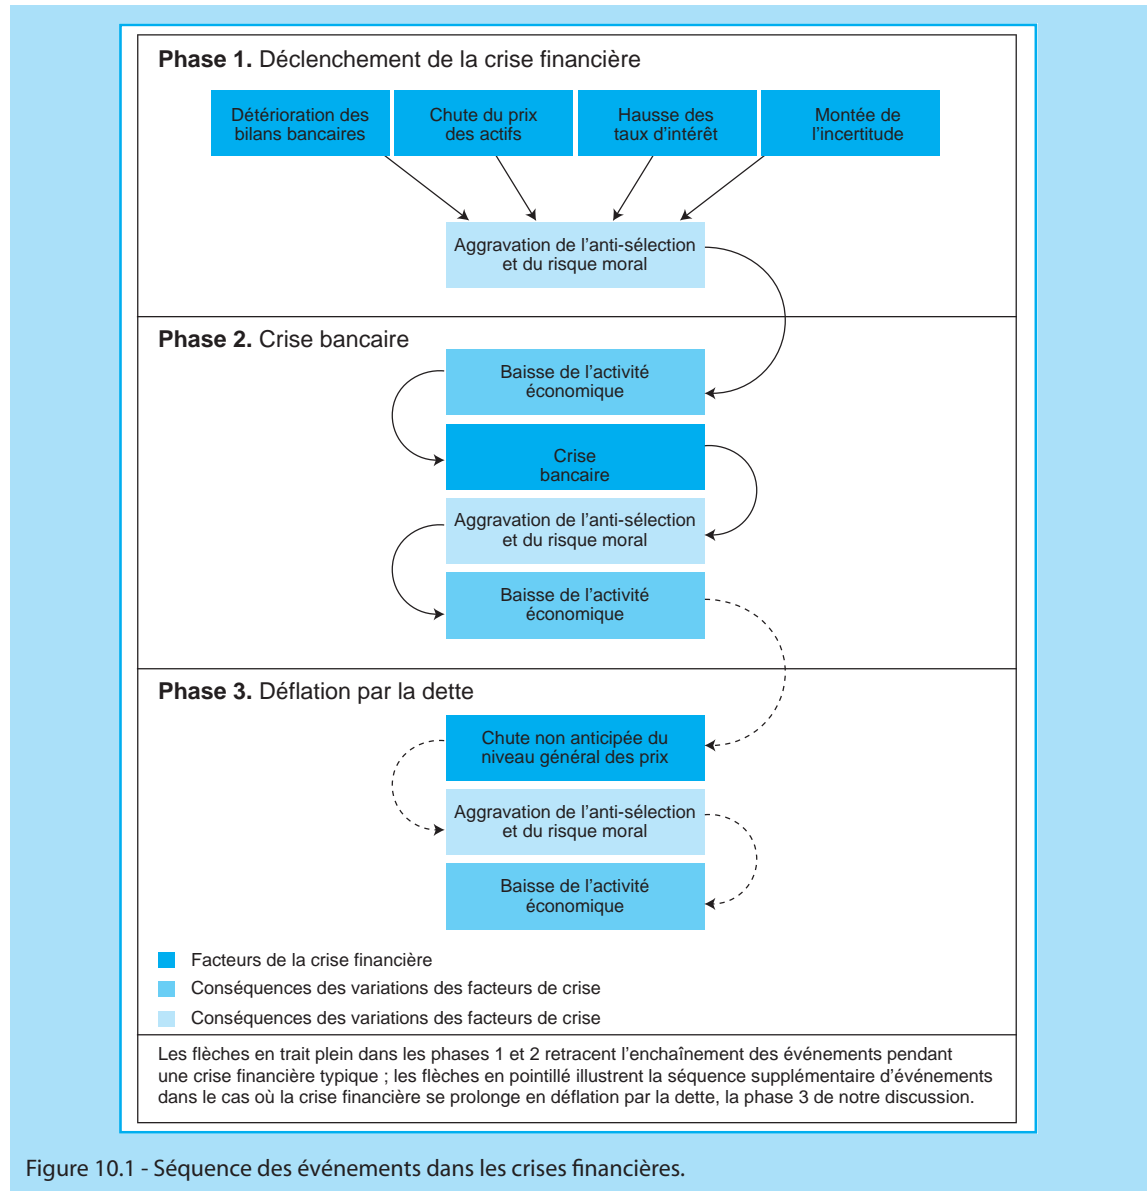 Phase 1. Déclenchement de la crise financière
Détérioration des
bilans bancaires
Chute du prix
des actifs
Hausse des
taux d’intérêt
Montée de
l’incertitude
Aggravation de l’anti-sélection
et du risque moral
Phase 2. Crise bancaire
Baisse de l’activité
économique
Crise
bancaire
Aggravation de l’anti-sélection
et du risque moral
Baisse de l’activité
économique
Phase 3. Déflation par la dette
Chute non anticipée du
niveau général des prix
Aggravation de l’anti-sélection
et du risque moral
Baisse de l’activité
économique
Facteurs de la crise financière
Conséquences des variations des facteurs de crise
Conséquences des variations des facteurs de crise
Les flèches en trait plein dans les phases 1 et 2 retracent l’enchaînement des événements pendant
une crise financière typique ; les flèches en pointillé illustrent la séquence supplémentaire d’événements
dans le cas où la crise financière se prolonge en déflation par la dette, la phase 3 de notre discussion.
Figure 10.1 - Séquence des événements dans les crises financières.